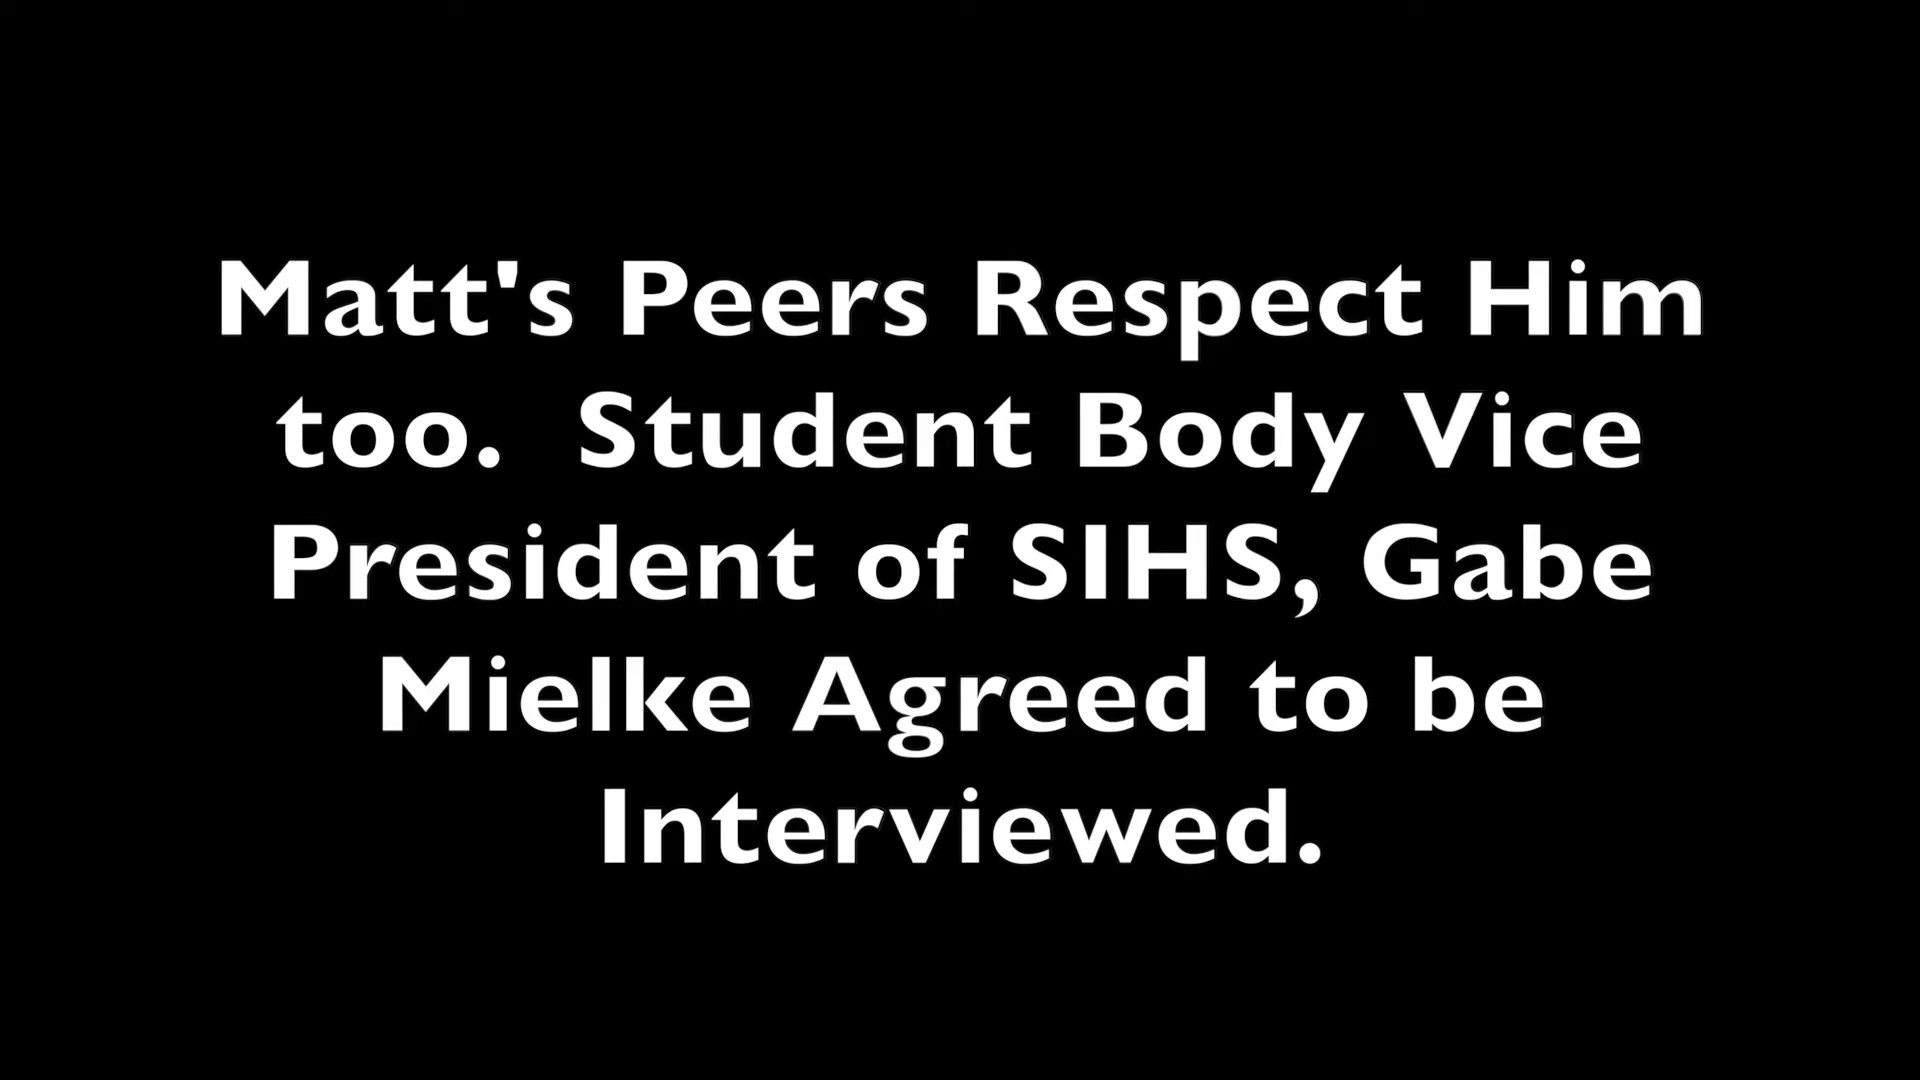 Matt's Peers Respect Him
too.  Student Body Vice
President of SIHS, Gabe
Mielke Agreed to be
Interviewed.